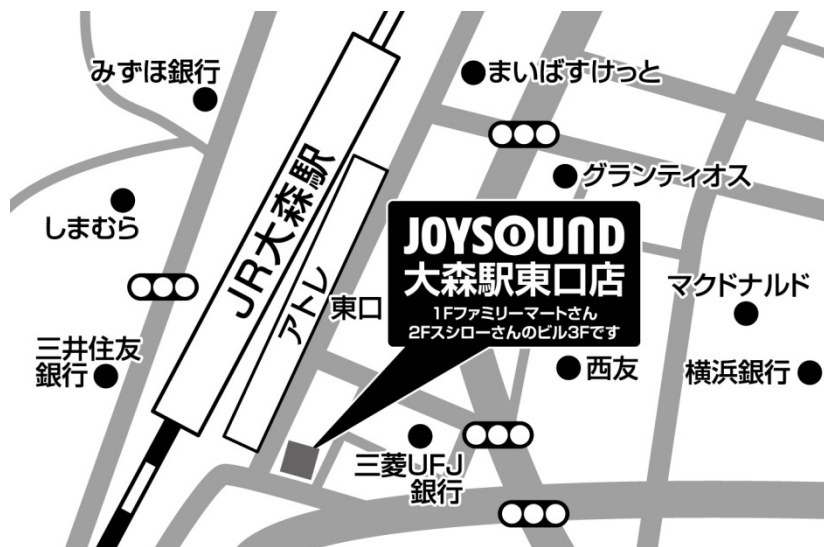 みずほ銀行
まいばすけっと
JR大森駅
グランティオス
しまむら
アトレ
東口
JOYSOUND
大森駅東口店
1Fファミリーマートさん
2Fスシローさんのビル3Fです
マクドナルド
三井住友
銀行
西友
横浜銀行
三菱UFJ
銀行